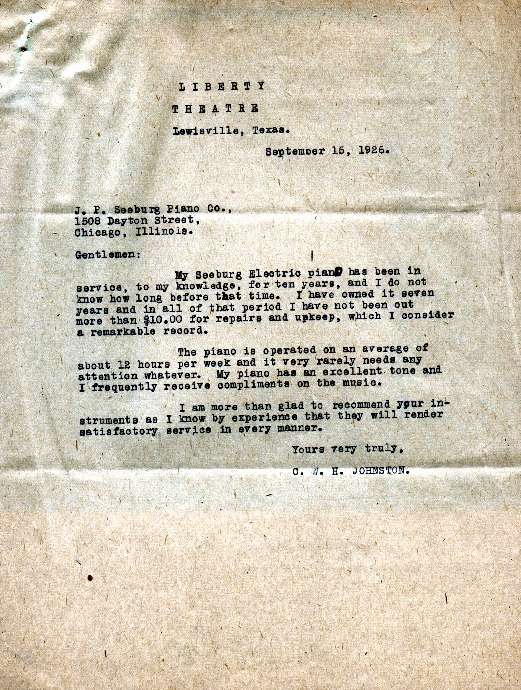 L I B E R T Y
T H E A T R E
Lewisville, Texas.
September 15, 1926.
J. P. Seeburg Piano Co.,
1508 Dayton Street,
Chicago, Illinois.
Gentlemen:
My Seeburg Electric piano has been in
service, to my knowledge, for ten years, and I do not
know how long before that time. I have owned it seven
years and in all of that period I have not been out
more than $10.00 for repairs and upkeep, which I consider
a remarkable record.
The piano is operated on an average of
about 12 hours per week and it very rarely needs any
attention whatever. My piano has an excellent tone and
I frequently receive compliments on the music.
I am more than glad to recommend your in-
struments as I know by experience that they will render
satisfactory service in every manner.
Yours very truly,
C. W. H. JOHNSTON.